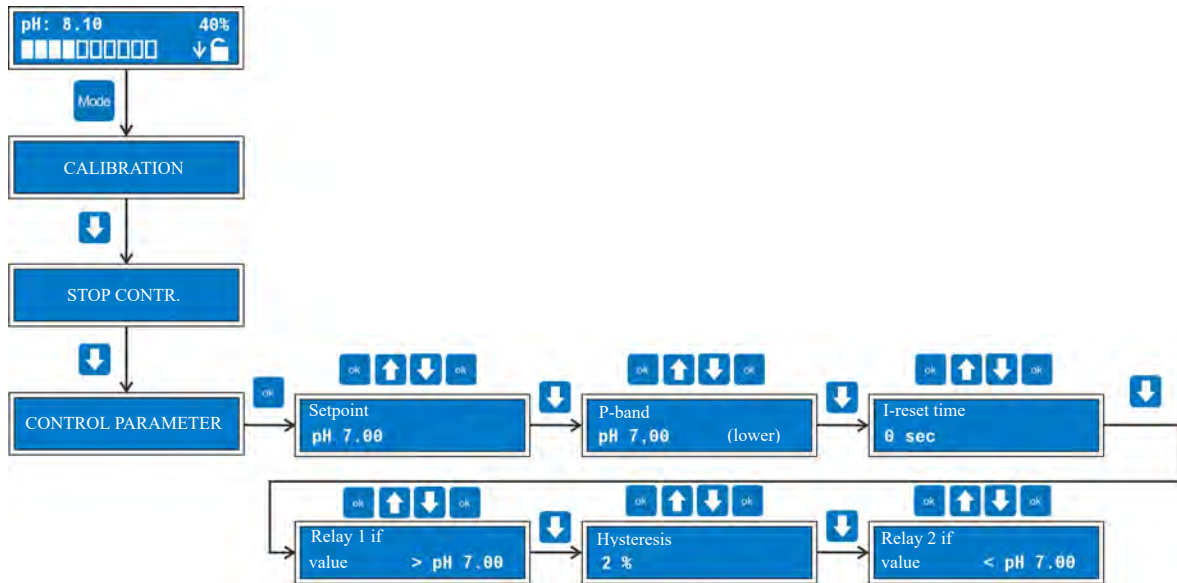 pH: 8.10 40%
Mode
CALIBRATION
STOP CONTR.
CONTROL PARAMETER
ok
ok ok
Setpoint
pH 7.00
ok ok
P-band
pH 7,00 (lower)
ok ok
I-reset time
0 sec
ok ok
Relay 1 if
value > pH 7.00
ok ok
Hysteresis
2 %
ok ok
Relay 2 if
value < pH 7.00